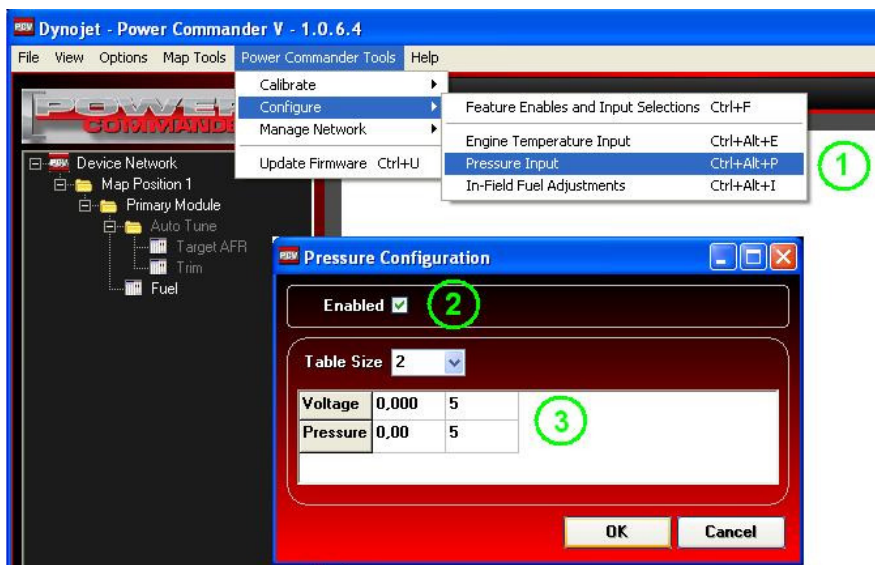 Dynojet - Power Commander V - 1.0.6.4
File View Options Map Tools Power Commander Tools Help
POWER
COMMANDE
Calibrate
Configure
Manage Network
Update Firmware Ctrl+U
Feature Enables and Input Selections Ctrl+F
Engine Temperature Input Ctrl+Alt+E
Pressure Input Ctrl+Alt+P
In-Field Fuel Adjustments Ctrl+Alt+I
1
Device Network
Map Position 1
Primary Module
Auto Tune
Target AFR
Trim
Fuel
Pressure Configuration
Enabled
2
Table Size 2
Voltage 0,000 5
Pressure 0,00 5
3
OK Cancel